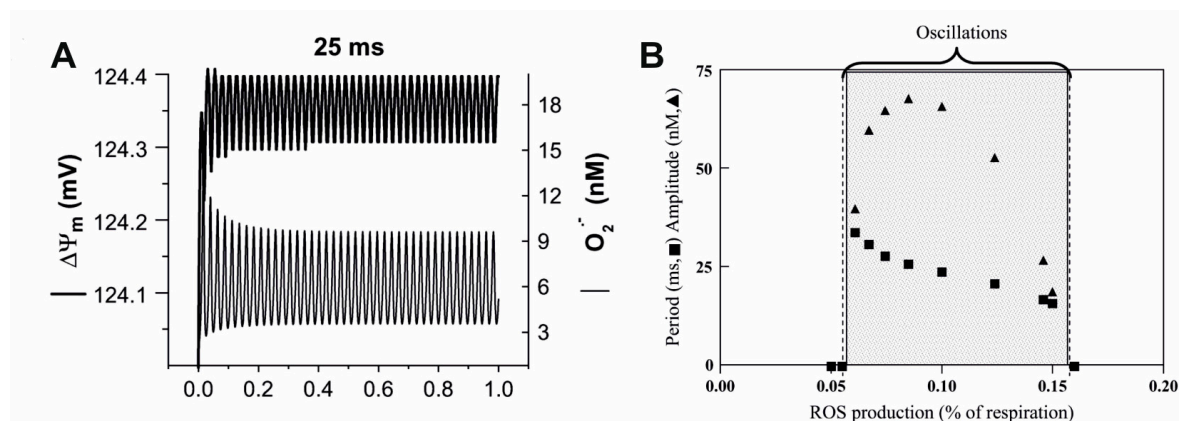 A
25 ms
124.4
124.3
124.2
124.1
ΔΨm (mV)
18
15
12
9
6
3
O2.- (nM)
0.0 0.2 0.4 0.6 0.8 1.0
B
Oscillations
75
50
25
0
Period (ms,■) Amplitude (nM,▲)
0.00 0.05 0.10 0.15 0.20
ROS production (% of respiration)